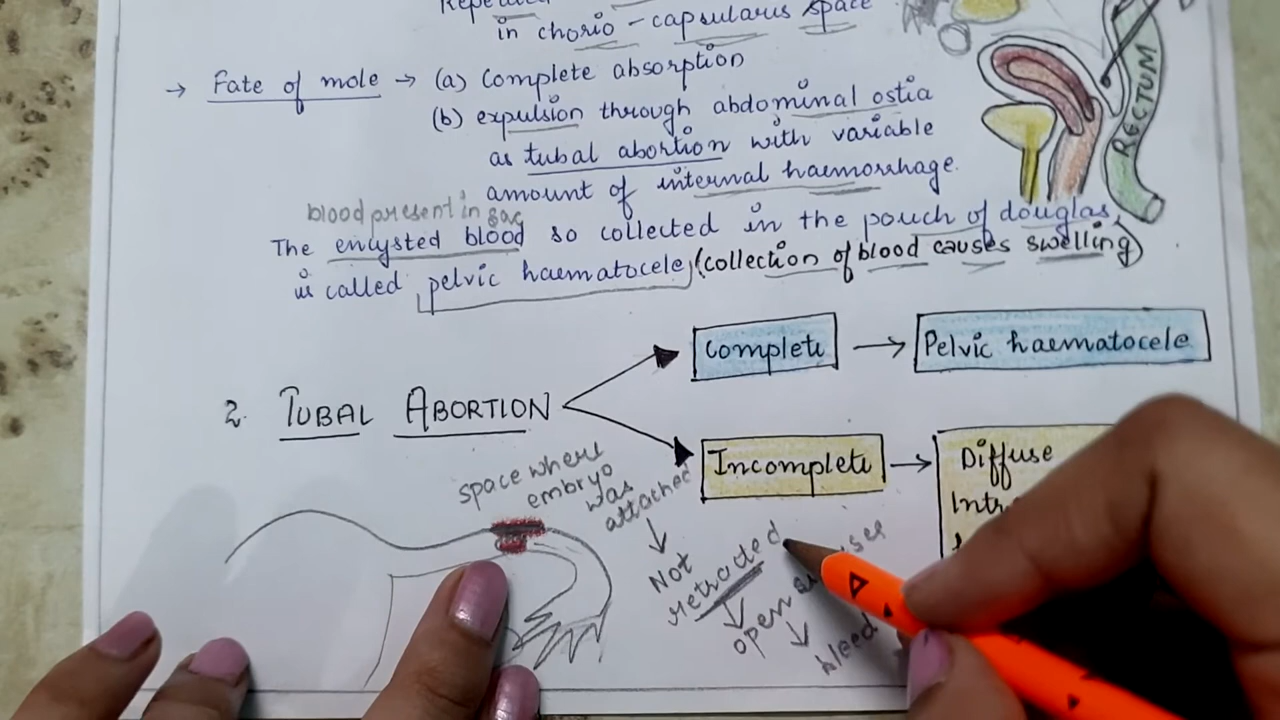 in chorio-capsularis space
→ Fate of mole → (a) complete absorption
(b) expulsion through abdominal ostia
as tubal abortion with variable
amount of internal haemorrhage.
blood present in sac
The encysted blood so collected in the pouch of douglas,
is called pelvic haematocele, (collection of blood causes swelling)
RECTUM
2. TUBAL ABORTION
Complete → Pelvic haematocele
Incomplete → Diffuse
space where
embryo
was
attached
↓
Not
retracted
↓
open
↓
bleed